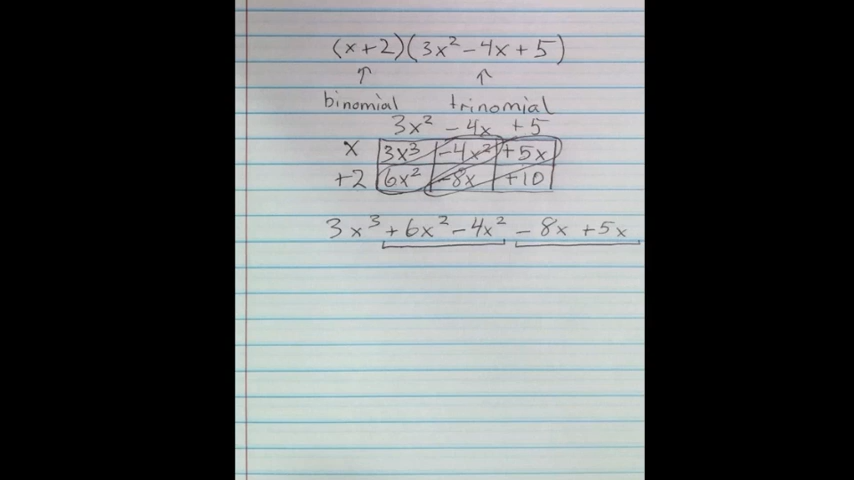 (x+2)(3x² - 4x + 5)
↑ ↑
binomial trinomial
3x² - 4x + 5
x 3x³ -4x² +5x
+2 6x² -8x +10
3x³ + 6x² - 4x² - 8x + 5x